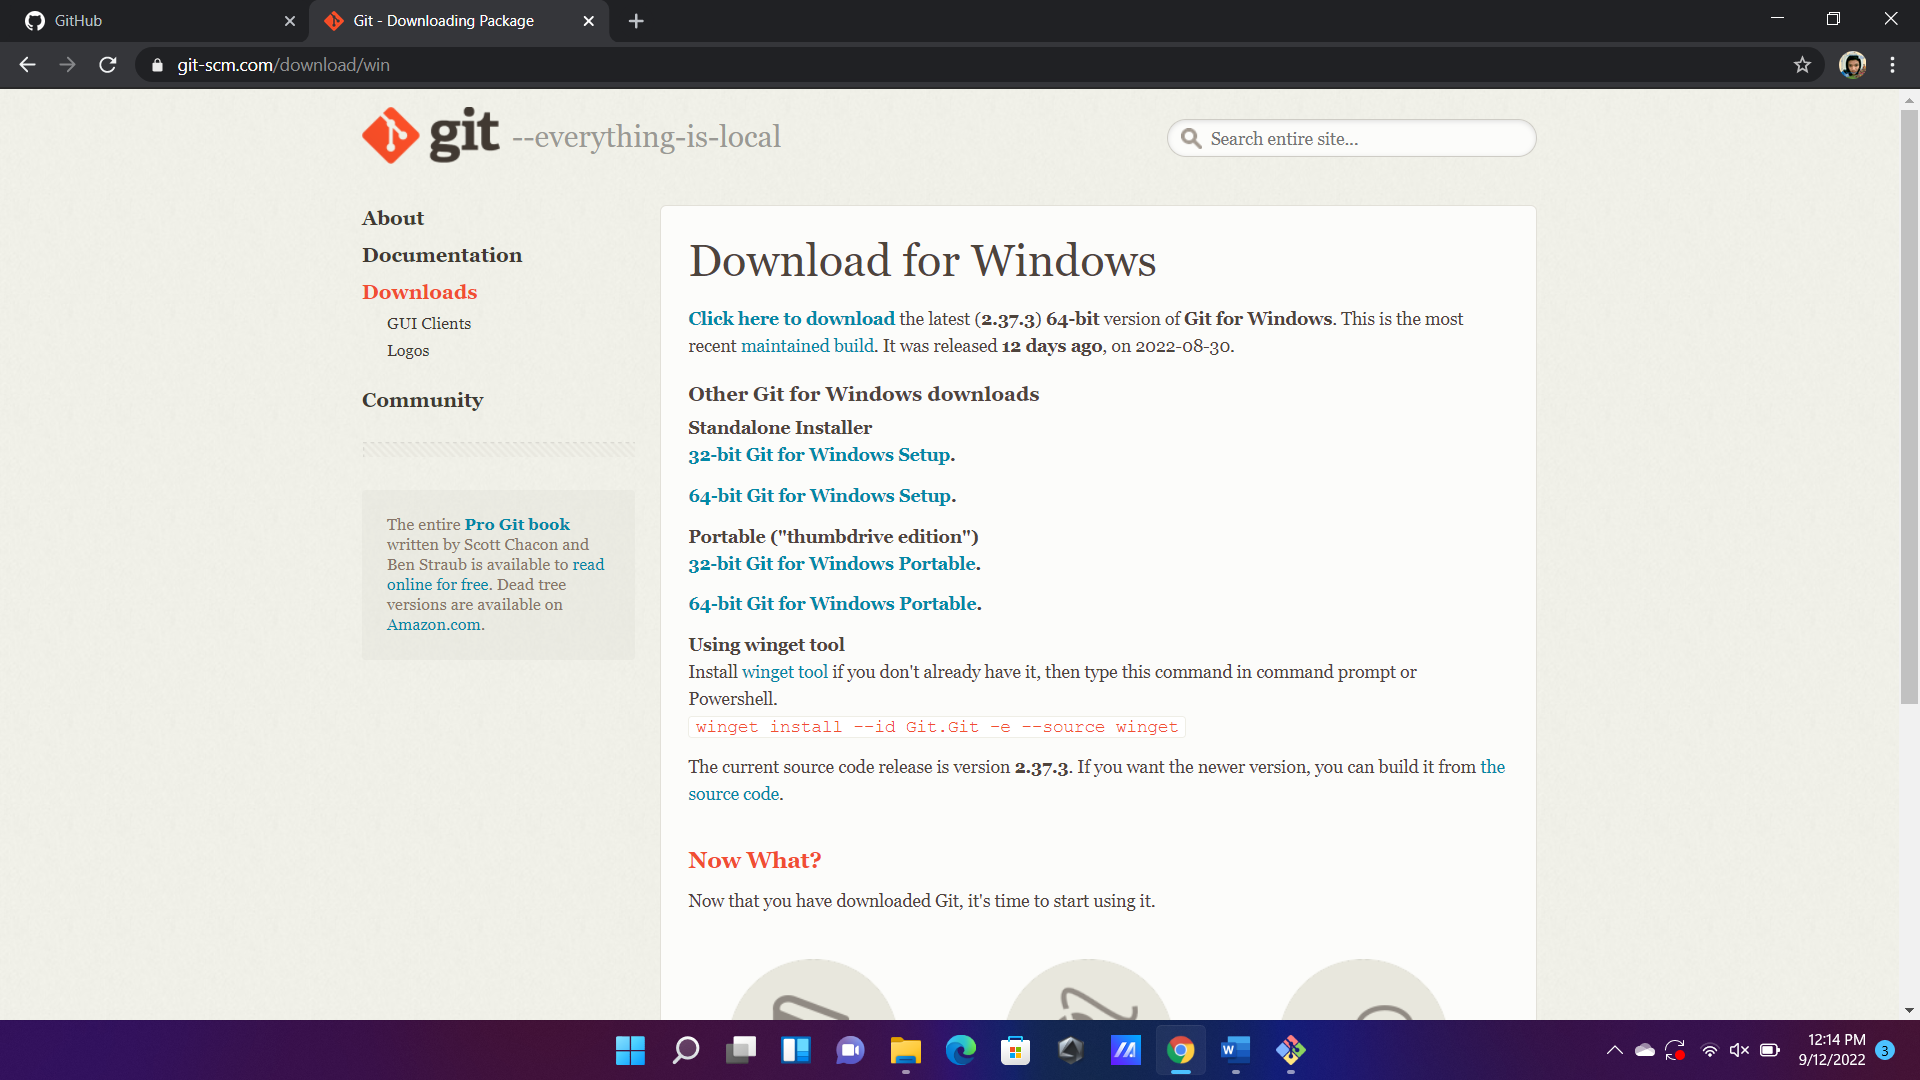 GitHub
Git - Downloading Package
git-scm.com/download/win
git --everything-is-local
Search entire site...
About
Documentation
Downloads
GUI Clients
Logos
Community
The entire Pro Git book
written by Scott Chacon and
Ben Straub is available to read
online for free. Dead tree
versions are available on
Amazon.com.
Download for Windows
Click here to download the latest (2.37.3) 64-bit version of Git for Windows. This is the most
recent maintained build. It was released 12 days ago, on 2022-08-30.
Other Git for Windows downloads
Standalone Installer
32-bit Git for Windows Setup.
64-bit Git for Windows Setup.
Portable ("thumbdrive edition")
32-bit Git for Windows Portable.
64-bit Git for Windows Portable.
Using winget tool
Install winget tool if you don't already have it, then type this command in command prompt or
Powershell.
winget install --id Git.Git -e --source winget
The current source code release is version 2.37.3. If you want the newer version, you can build it from the
source code.
Now What?
Now that you have downloaded Git, it's time to start using it.
W
12:14 PM
9/12/2022
3